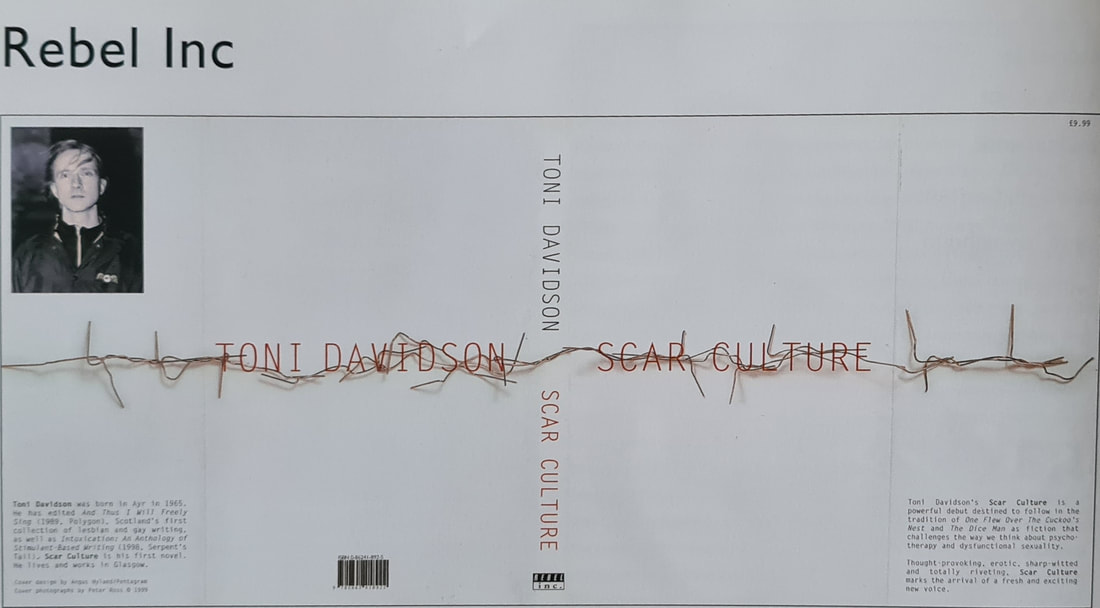 Rebel Inc
£9.99
TONI DAVIDSON
SCAR CULTURE
TONI DAVIDSON
SCAR CULTURE
Toni Davidson was born in Ayr in 1965.
He has edited And Thus I Will Freely
Sing (1989, Polygon), Scotland's first
collection of lesbian and gay writing,
as well as Intoxication: An Anthology of
Stimulant-Based Writing (1998, Serpent's
Tail). Scar Culture is his first novel.
He lives and works in Glasgow.
Cover design by Angus Hyland/Pentagram
Cover photographs by Peter Ross © 1999
REBEL
inc.
Toni Davidson's Scar Culture is a
powerful debut destined to follow in the
tradition of One Flew Over The Cuckoo's
Nest and The Dice Man as fiction that
challenges the way we think about psycho-
therapy and dysfunctional sexuality.
Thought-provoking, erotic, sharp-witted
and totally riveting, Scar Culture
marks the arrival of a fresh and exciting
new voice.